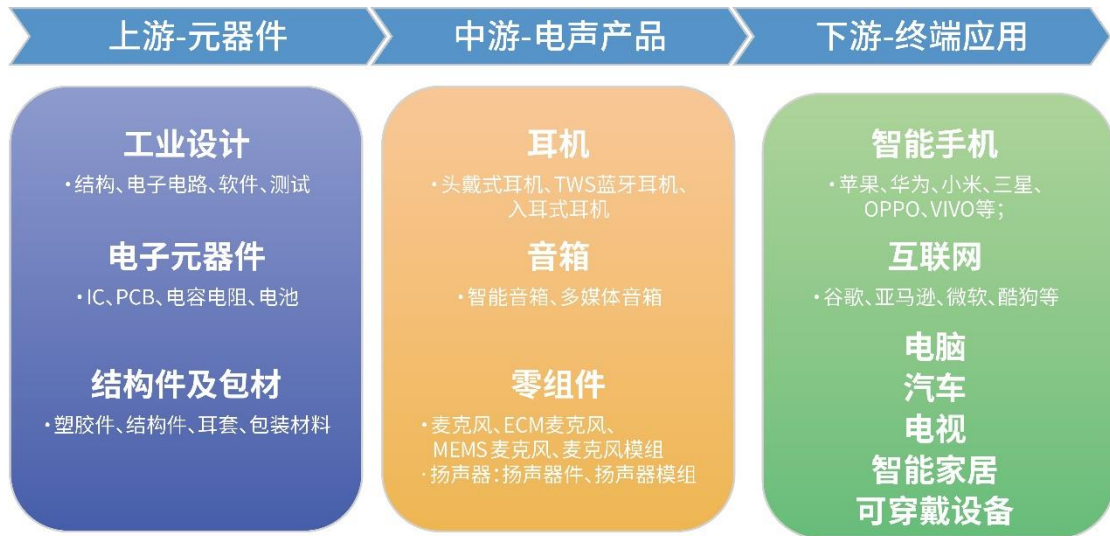 上游-元器件
中游-电声产品
下游-终端应用
工业设计
·结构、电子电路、软件、测试
电子元器件
·IC、PCB、电容电阻、电池
结构件及包材
·塑胶件、结构件、耳套、包装材料
耳机
·头戴式耳机、TWS蓝牙耳机、
入耳式耳机
音箱
·智能音箱、多媒体音箱
零组件
·麦克风、ECM麦克风、
MEMS麦克风、麦克风模组
·扬声器：扬声器件、扬声器模组
智能手机
·苹果、华为、小米、三星、
OPPO、VIVO等；
互联网
·谷歌、亚马逊、微软、酷狗等
电脑
汽车
电视
智能家居
可穿戴设备